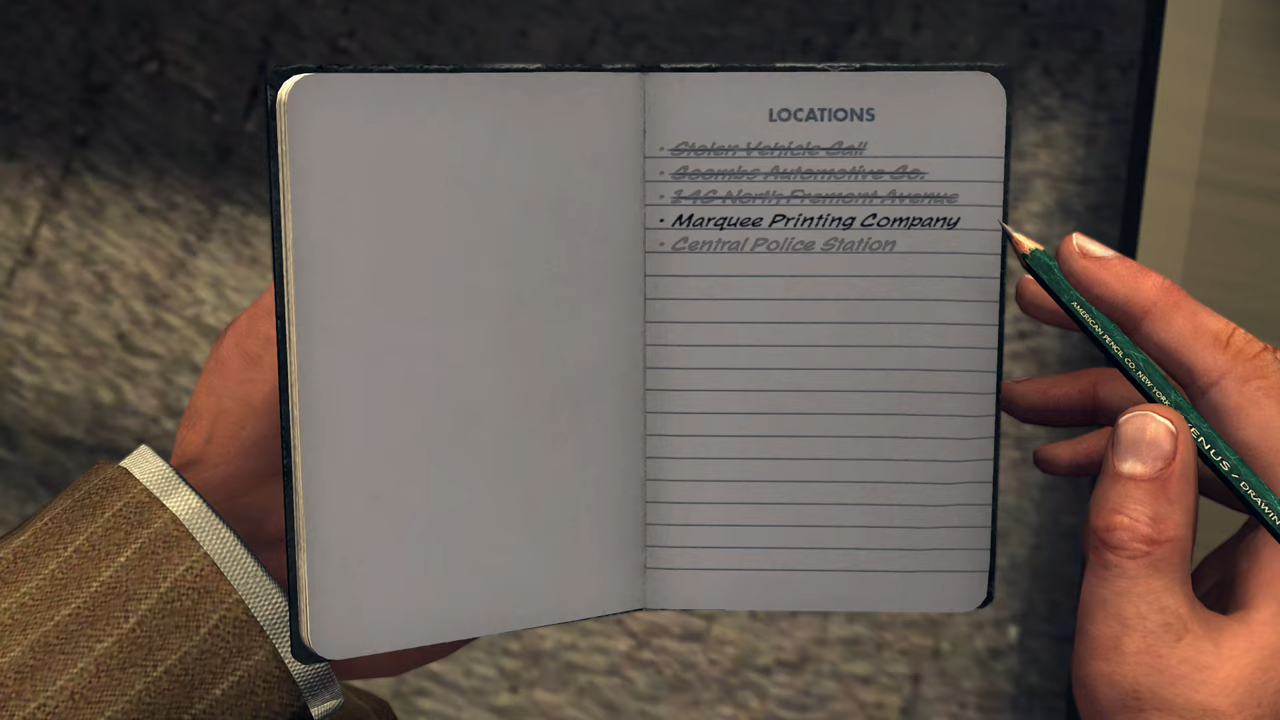 LOCATIONS
· Stolen Vehicle Call
· Coombs Automotive Co.
· 146 North Fremont Avenue
· Marquee Printing Company
· Central Police Station
AMERICAN PENCIL CO. NEW YORK
VENUS / DRAWIN